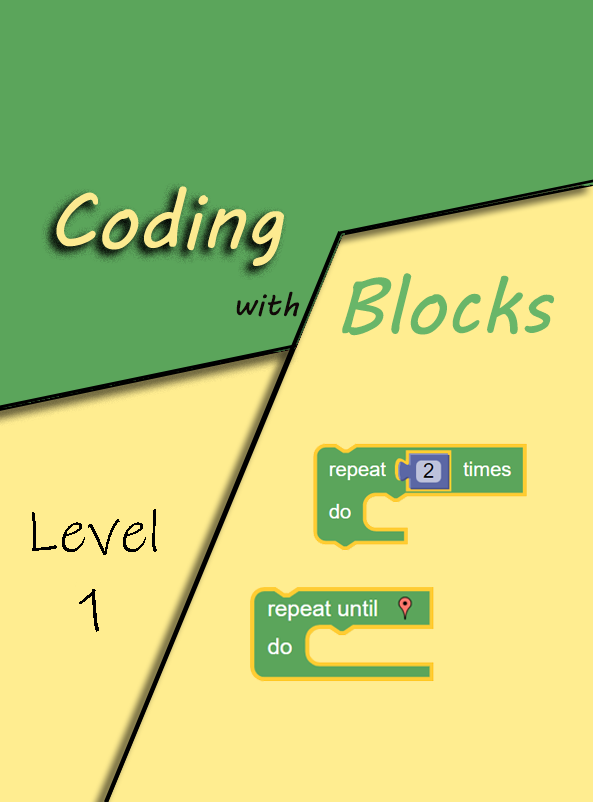 Coding
with
Blocks
repeat 2 times
do
Level
1
repeat until
do